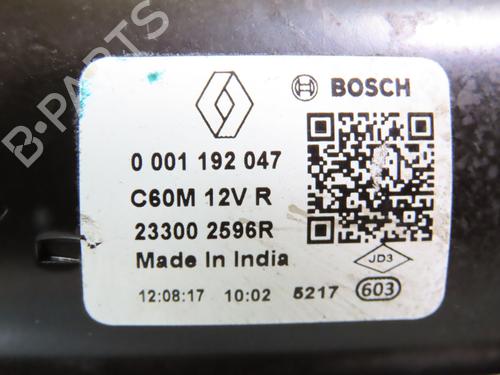 BOSCH
0 001 192 047
C60M 12V R
23300 2596R
Made In India
JD3
12:08:17 10:02 5217 603
B-PARTS